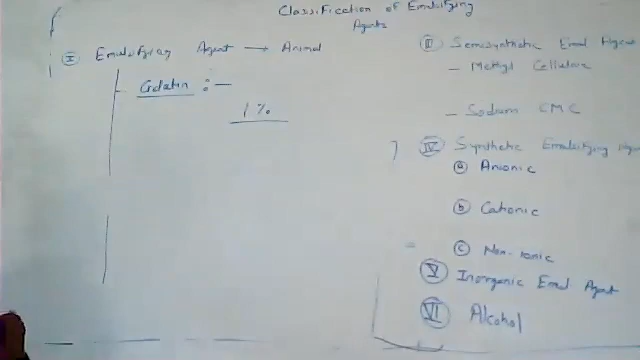 Classification of Emulsifying
Agents
I Emulsifying Agent → Animal
Gelatin :-
1%
III Semisynthetic Emul Agent
- Methyl Cellulose
- Sodium CMC
IV Synthetic Emulsifying
a Anionic
b Cationic
c Non-ionic
V Inorganic Emul Agent
VI Alcohol